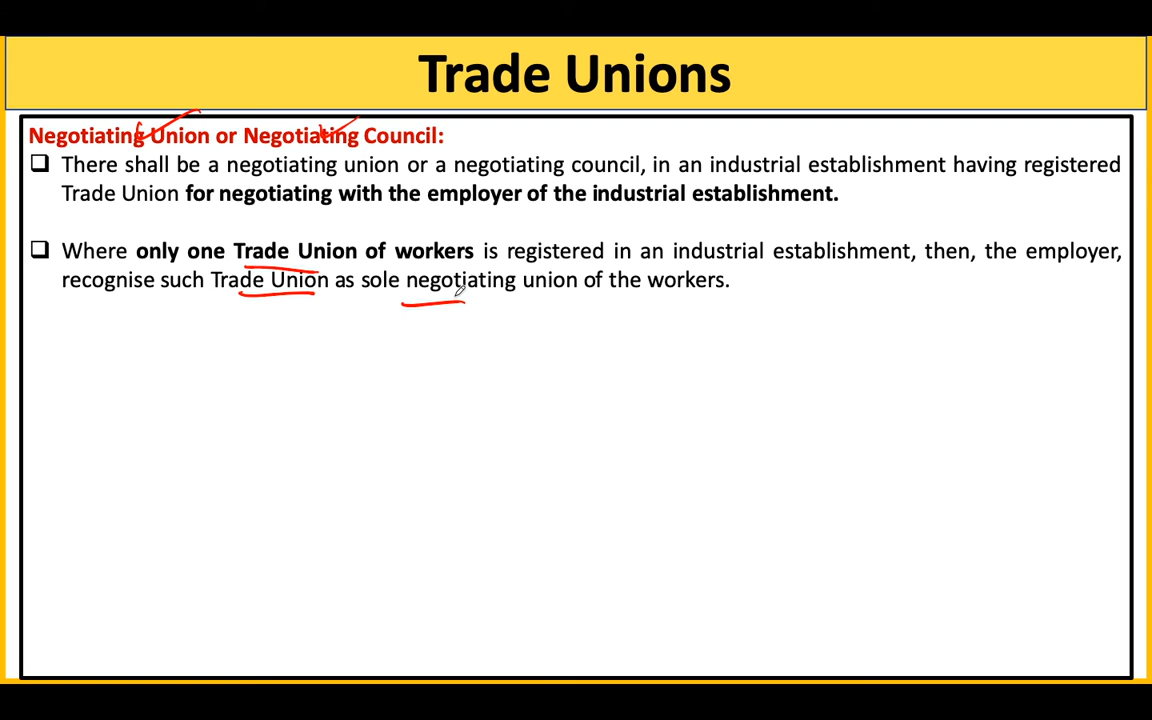 Trade Unions
Negotiating Union or Negotiating Council:
❑ There shall be a negotiating union or a negotiating council, in an industrial establishment having registered
Trade Union for negotiating with the employer of the industrial establishment.
❑ Where only one Trade Union of workers is registered in an industrial establishment, then, the employer,
recognise such Trade Union as sole negotiating union of the workers.